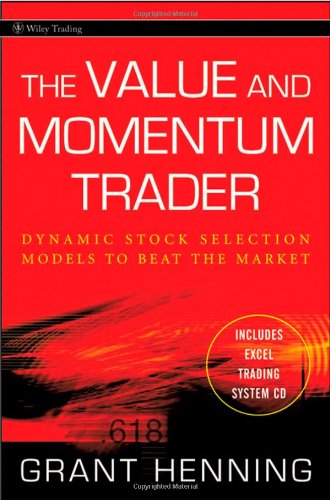 Wiley Trading
THE VALUE AND
MOMENTUM
TRADER
DYNAMIC STOCK SELECTION
MODELS TO BEAT THE MARKET
INCLUDES
EXCEL
TRADING
SYSTEM CD
.618
GRANT HENNING